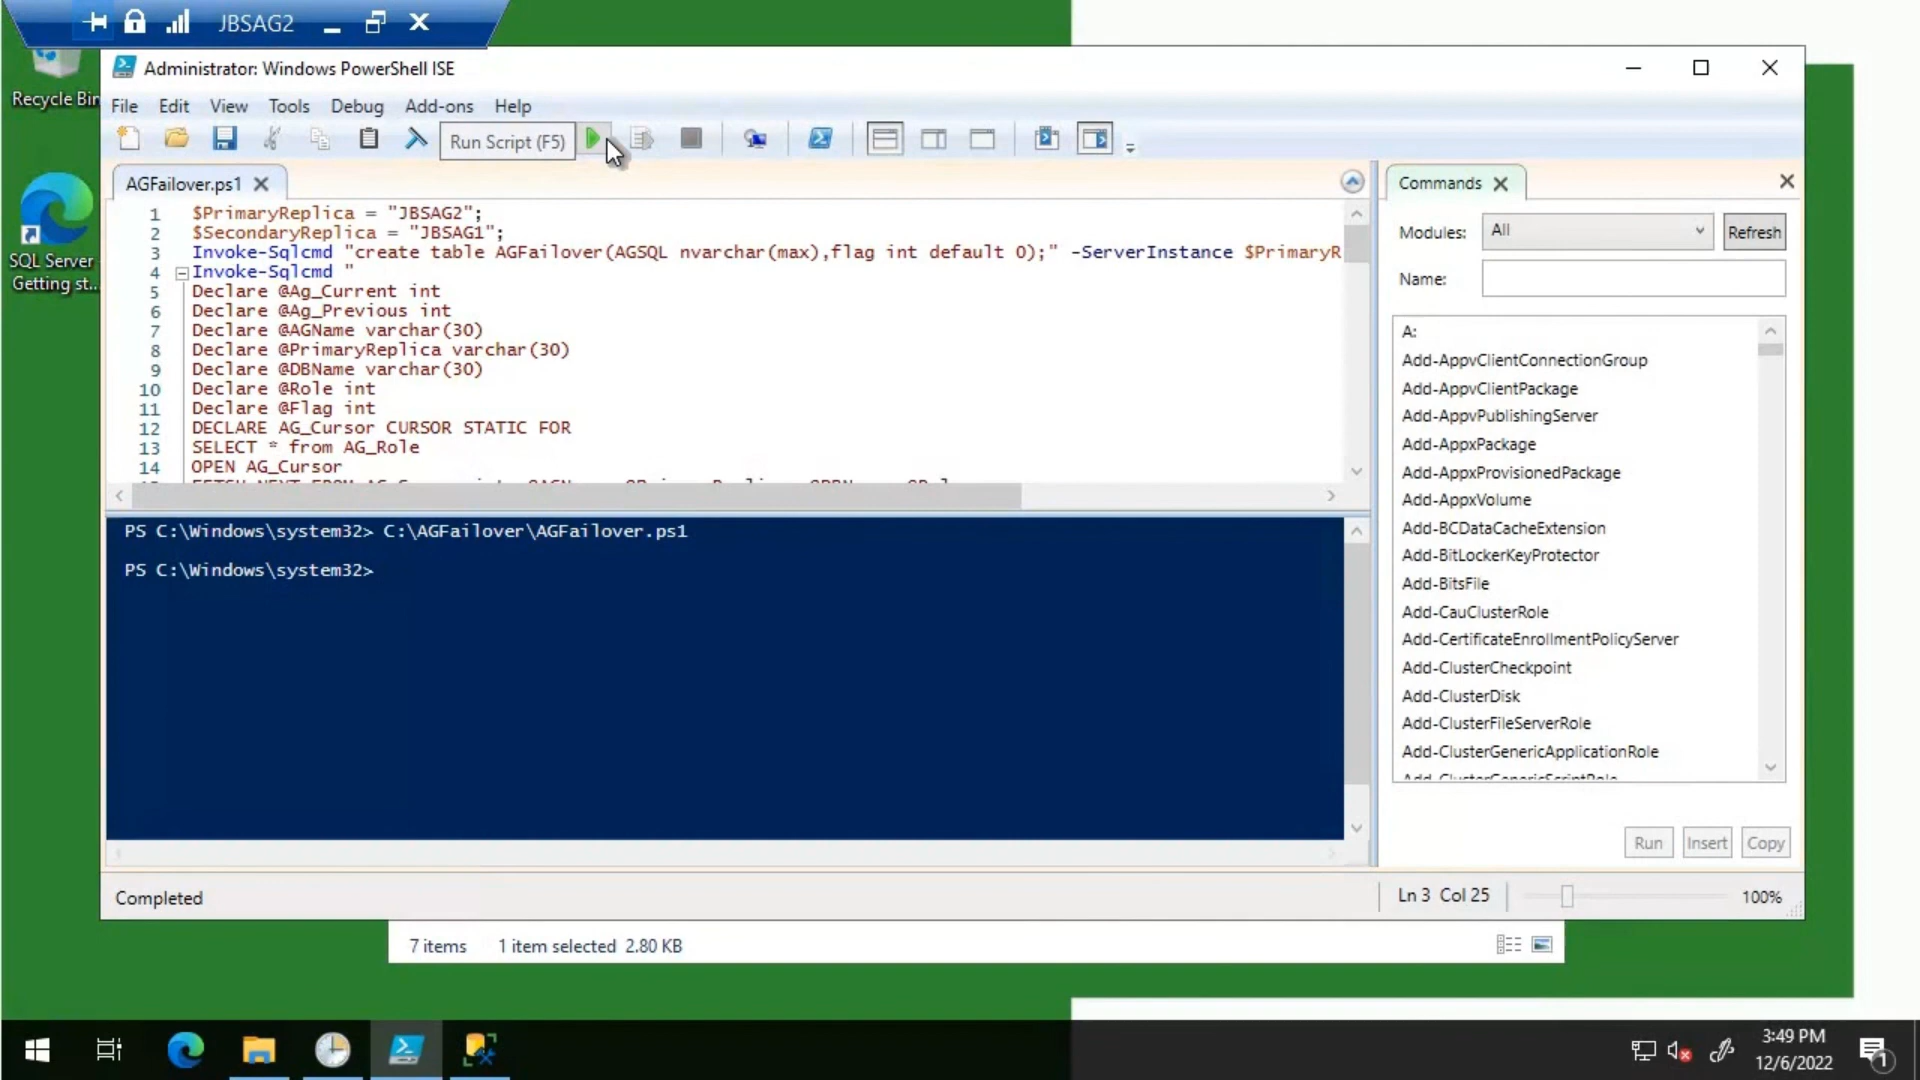 JBSAG2
Recycle Bin
SQL Server -
Getting st...
Administrator: Windows PowerShell ISE
File Edit View Tools Debug Add-ons Help
Run Script (F5)
AGFailover.ps1
1 $PrimaryReplica = "JBSAG2";
2 $SecondaryReplica = "JBSAG1";
3 Invoke-Sqlcmd "create table AGFailover(AGSQL nvarchar(max),flag int default 0);" -ServerInstance $PrimaryR
4 Invoke-Sqlcmd "
5 Declare @Ag_Current int
6 Declare @Ag_Previous int
7 Declare @AGName varchar(30)
8 Declare @PrimaryReplica varchar(30)
9 Declare @DBName varchar(30)
10 Declare @Role int
11 Declare @Flag int
12 DECLARE AG_Cursor CURSOR STATIC FOR
13 SELECT * from AG_Role
14 OPEN AG_Cursor
PS C:\Windows\system32> C:\AGFailover\AGFailover.ps1
PS C:\Windows\system32>
Commands
Modules: All Refresh
Name:
A:
Add-AppvClientConnectionGroup
Add-AppvClientPackage
Add-AppvPublishingServer
Add-AppxPackage
Add-AppxProvisionedPackage
Add-AppxVolume
Add-BCDataCacheExtension
Add-BitLockerKeyProtector
Add-BitsFile
Add-CauClusterRole
Add-CertificateEnrollmentPolicyServer
Add-ClusterCheckpoint
Add-ClusterDisk
Add-ClusterFileServerRole
Add-ClusterGenericApplicationRole
Add-ClusterGenericScriptRole
Run Insert Copy
Completed
Ln 3 Col 25
100%
7 items 1 item selected 2.80 KB
3:49 PM
12/6/2022
1